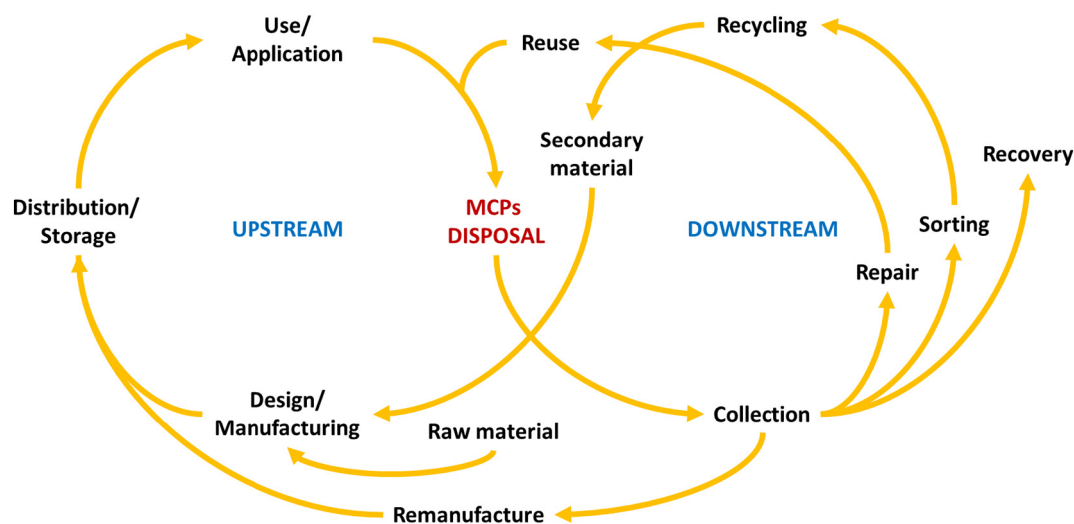 Use/
Application
Reuse
Recycling
Secondary
material
Recovery
Distribution/
Storage
UPSTREAM
MCPs
DISPOSAL
DOWNSTREAM
Sorting
Repair
Design/
Manufacturing
Raw material
Collection
Remanufacture